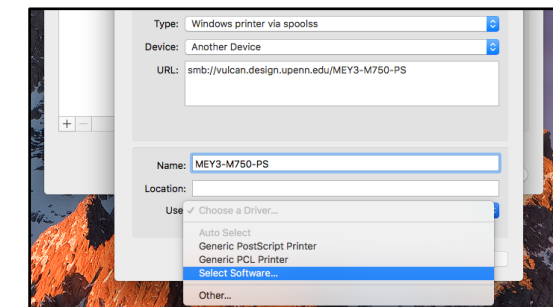 Type: Windows printer via spoolss
Device: Another Device
URL: smb://vulcan.design.upenn.edu/MEY3-M750-PS
+ −
Name: MEY3-M750-PS
Location:
Use ✓ Choose a Driver...
Auto Select
Generic PostScript Printer
Generic PCL Printer
Select Software...
Other...